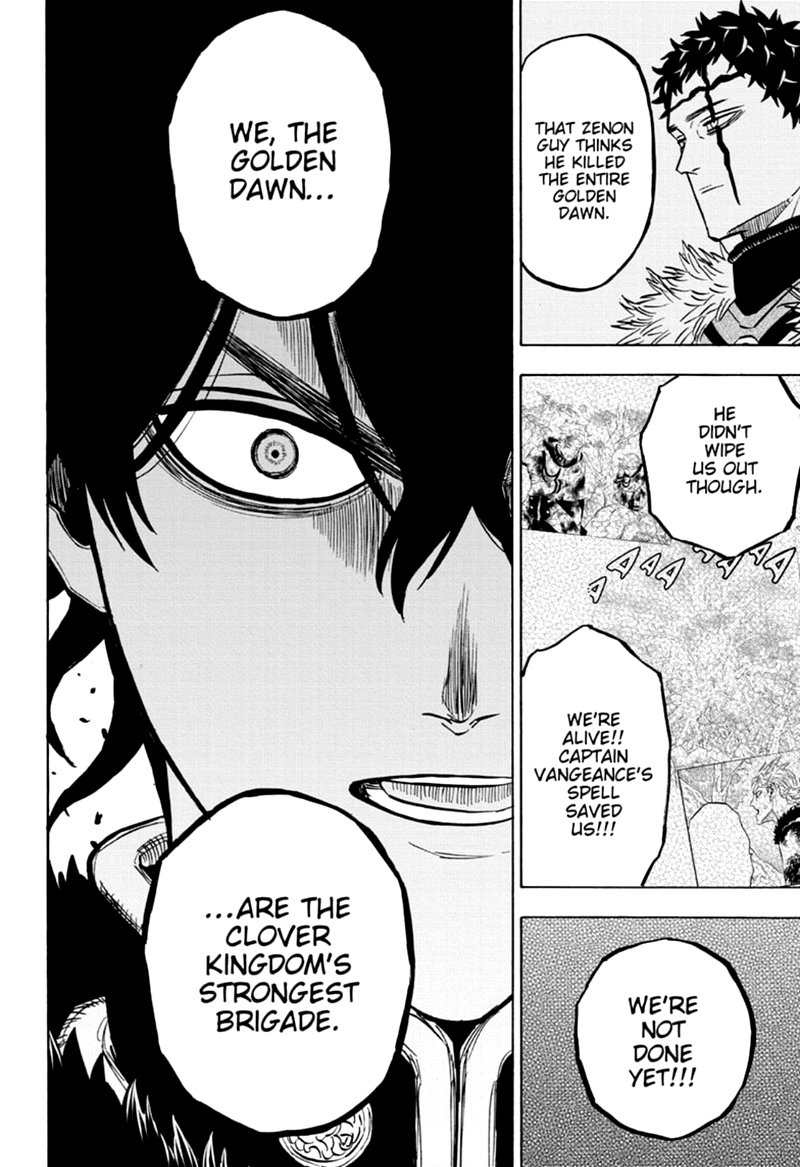 THAT ZENON
GUY THINKS
HE KILLED
THE ENTIRE
GOLDEN
DAWN.
HE
DIDN'T
WIPE
US OUT
THOUGH.
AAAAA
WE'RE
ALIVE!!
CAPTAIN
VANGEANCE'S
SPELL
SAVED
US!!!
WE'RE
NOT
DONE
YET!!!
WE, THE
GOLDEN
DAWN...
...ARE THE
CLOVER
KINGDOM'S
STRONGEST
BRIGADE.